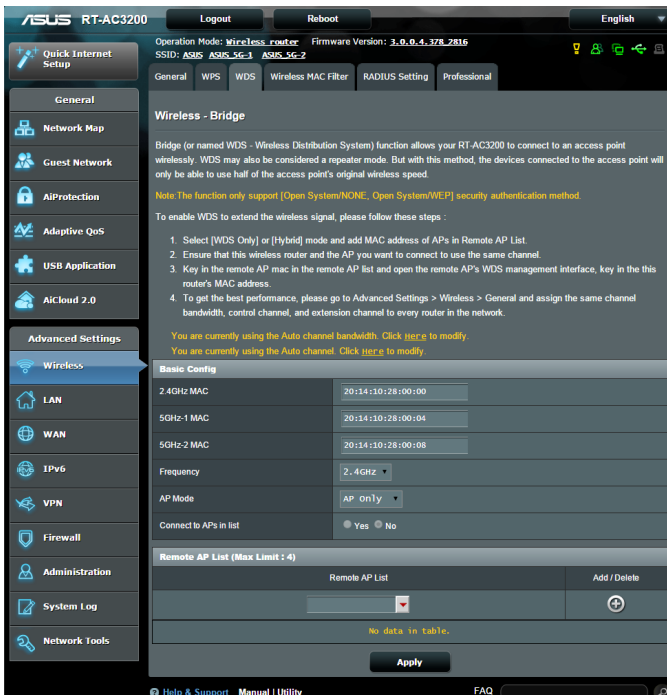 ASUS RT-AC3200
Logout
Reboot
English
Quick Internet
Setup
Operation Mode: Wireless router Firmware Version: 3.0.0.4.378_2816
SSID: ASUS ASUS_5G-1 ASUS_5G-2
General
WPS
WDS
Wireless MAC Filter
RADIUS Setting
Professional
General
Network Map
Guest Network
AiProtection
Adaptive QoS
USB Application
AiCloud 2.0
Advanced Settings
Wireless
LAN
WAN
IPv6
IPv6
VPN
Firewall
Administration
System Log
Network Tools
Wireless - Bridge
Bridge (or named WDS - Wireless Distribution System) function allows your RT-AC3200 to connect to an access point
wirelessly. WDS may also be considered a repeater mode. But with this method, the devices connected to the access point will
only be able to use half of the access point's original wireless speed.
Note:The function only support [Open System/NONE, Open System/WEP] security authentication method.
To enable WDS to extend the wireless signal, please follow these steps :
1. Select [WDS Only] or [Hybrid] mode and add MAC address of APs in Remote AP List.
2. Ensure that this wireless router and the AP you want to connect to use the same channel.
3. Key in the remote AP mac in the remote AP list and open the remote AP's WDS management interface, key in the this
router's MAC address.
4. To get the best performance, please go to Advanced Settings > Wireless > General and assign the same channel
bandwidth, control channel, and extension channel to every router in the network.
You are currently using the Auto channel bandwidth. Click Here to modify.
You are currently using the Auto channel. Click Here to modify.
Basic Config
2.4GHz MAC 20:14:10:28:00:00
5GHz-1 MAC 20:14:10:28:00:04
5GHz-2 MAC 20:14:10:28:00:08
Frequency 2.4GHz
AP Mode AP Only
Connect to APs in list Yes No
Remote AP List (Max Limit : 4)
Remote AP List Add / Delete
No data in table.
Apply
Help & Support Manual | Utility FAQ